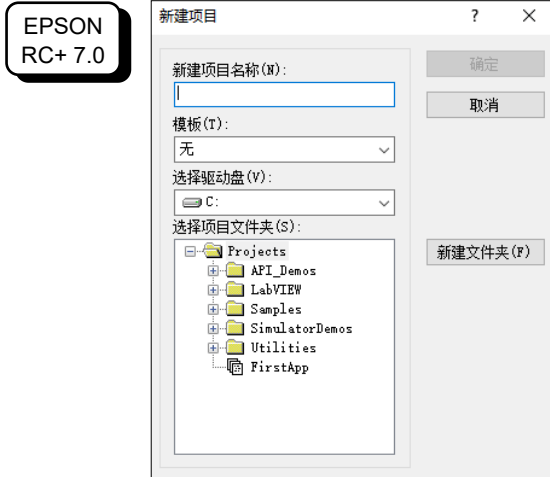 EPSON
RC+ 7.0
新建项目
?
新建项目名称(N):
确定
取消
模板(T):
无
选择驱动盘(V):
C:
选择项目文件夹(S):
Projects
新建文件夹(F)
API_Demos
LabVIEW
Samples
SimulatorDemos
Utilities
FirstApp